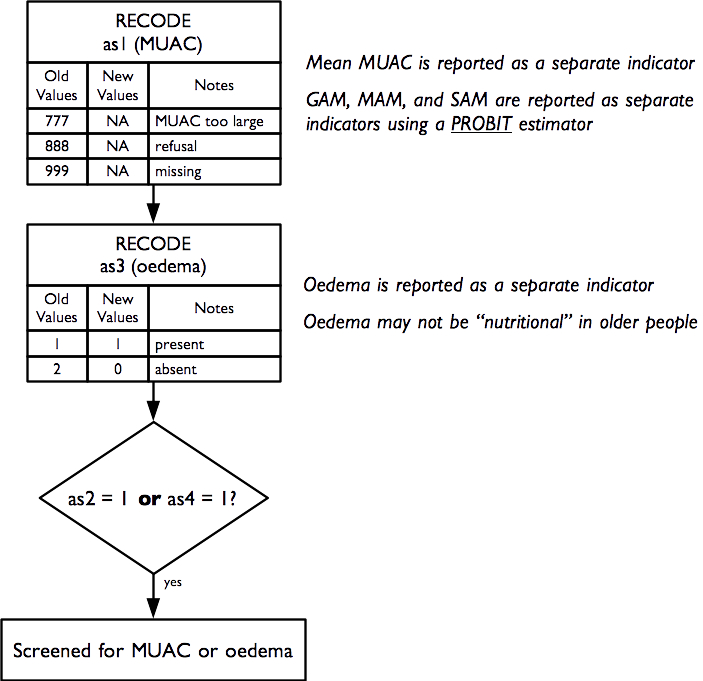 RECODE
as1 (MUAC)
Old Values New Values Notes
777 NA MUAC too large
888 NA refusal
999 NA missing
Mean MUAC is reported as a separate indicator
GAM, MAM, and SAM are reported as separate
indicators using a PROBIT estimator
RECODE
as3 (oedema)
Old Values New Values Notes
1 1 present
2 0 absent
Oedema is reported as a separate indicator
Oedema may not be “nutritional” in older people
as2 = 1 or as4 = 1?
yes
Screened for MUAC or oedema